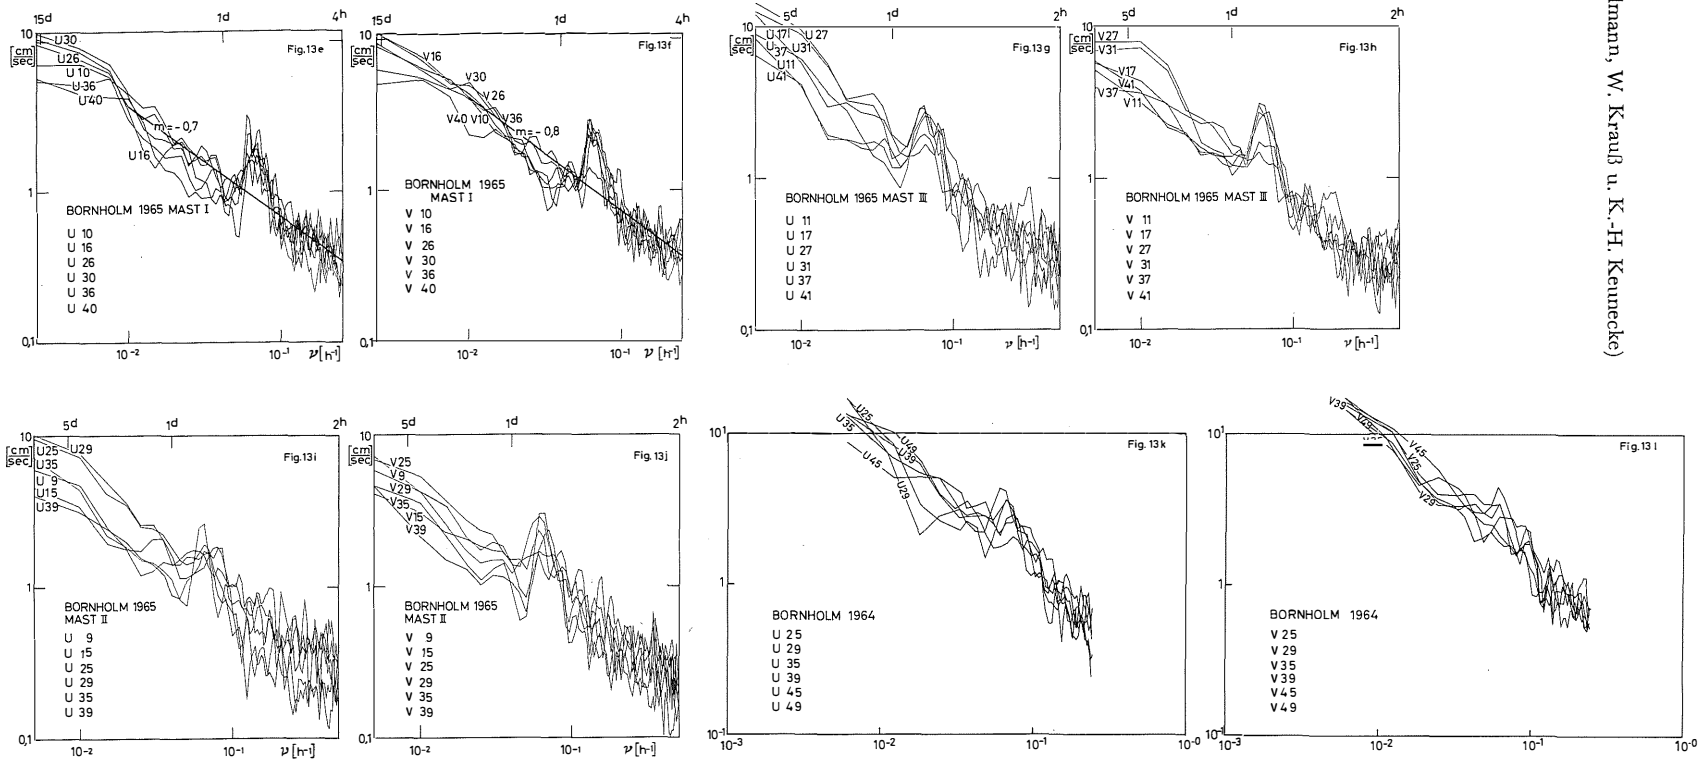 15d 1d 4h
10
[cm/sec]
Fig.13e
U30
U26
U 10
U 36
U 40
m = - 0,7
U 16
1
BORNHOLM 1965 MAST I
U 10
U 16
U 26
U 30
U 36
U 40
0,1
10-2 10-1 ν [h-1]
15d 1d 4h
10
[cm/sec]
Fig.13f
V16
V30
V26
V40 V10 V36
m = - 0,8
1
BORNHOLM 1965
MAST I
V 10
V 16
V 26
V 30
V 36
V 40
0,1
10-2 10-1 ν [h-1]
5d 1d 2h
10
[cm/sec]
Fig.13g
U17 U 27
U 37 U31
U11
U41
1
BORNHOLM 1965 MAST III
U 11
U 17
U 27
U 31
U 37
U 41
0,1
10-2 10-1 ν [h-1]
5d 1d 2h
10
[cm/sec]
Fig.13h
V27
V31
V17
V41
V37
V11
1
BORNHOLM 1965 MAST III
V 11
V 17
V 27
V 31
V 37
V 41
0,1
10-2 10-1 ν [h-1]
lmann, W. Krauß u. K.-H. Keunecke)
5d 1d 2h
10
[cm/sec]
Fig.13i
U25 U29
U35
U 9
U15
U39
1
BORNHOLM 1965
MAST II
U 9
U 15
U 25
U 29
U 35
U 39
0,1
10-2 10-1 ν [h-1]
5d 1d 2h
10
[cm/sec]
Fig.13j
V25
V9
V29
V35
V15
V39
1
BORNHOLM 1965
MAST II
V 9
V 15
V 25
V 29
V 35
V 39
0,1
10-2 10-1 ν [h-1]
101
Fig. 13k
U25
U35
U49
U39
U45
U29
1
BORNHOLM 1964
U 25
U 29
U 35
U 39
U 45
U 49
10-1
10-3 10-2 10-1 10-0
101
Fig.13l
V39
V49
V45
V25
V29
1
BORNHOLM 1964
V 25
V 29
V 35
V 39
V 45
V 49
10-1
10-3 10-2 10-1 10-0